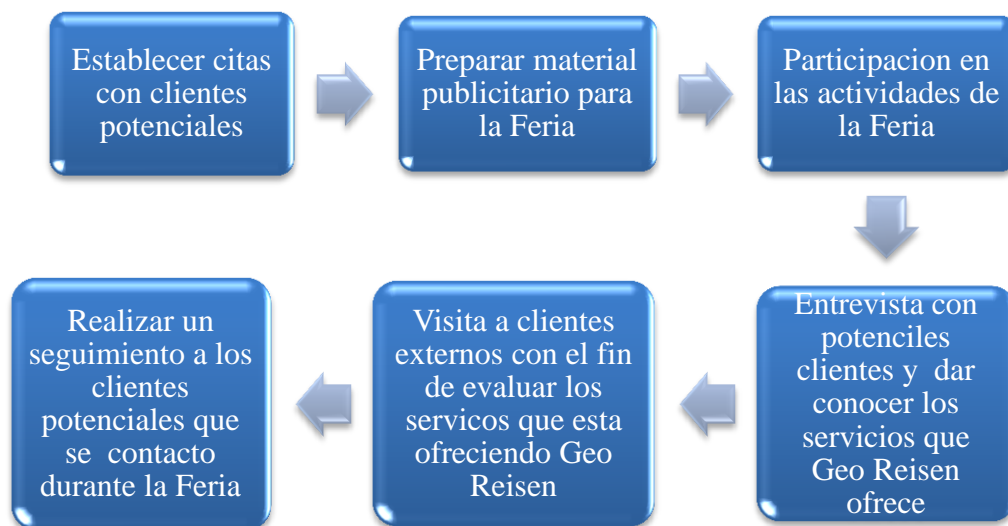 Establecer citas
con clientes
potenciales
Preparar material
publicitario para
la Feria
Participacion en
las actividades de
la Feria
Entrevista con
potenciles
clientes y dar
conocer los
servicios que
Geo Reisen
ofrece
Visita a clientes
externos con el fin
de evaluar los
servicos que esta
ofreciendo Geo
Reisen
Realizar un
seguimiento a los
clientes
potenciales que
se contacto
durante la Feria